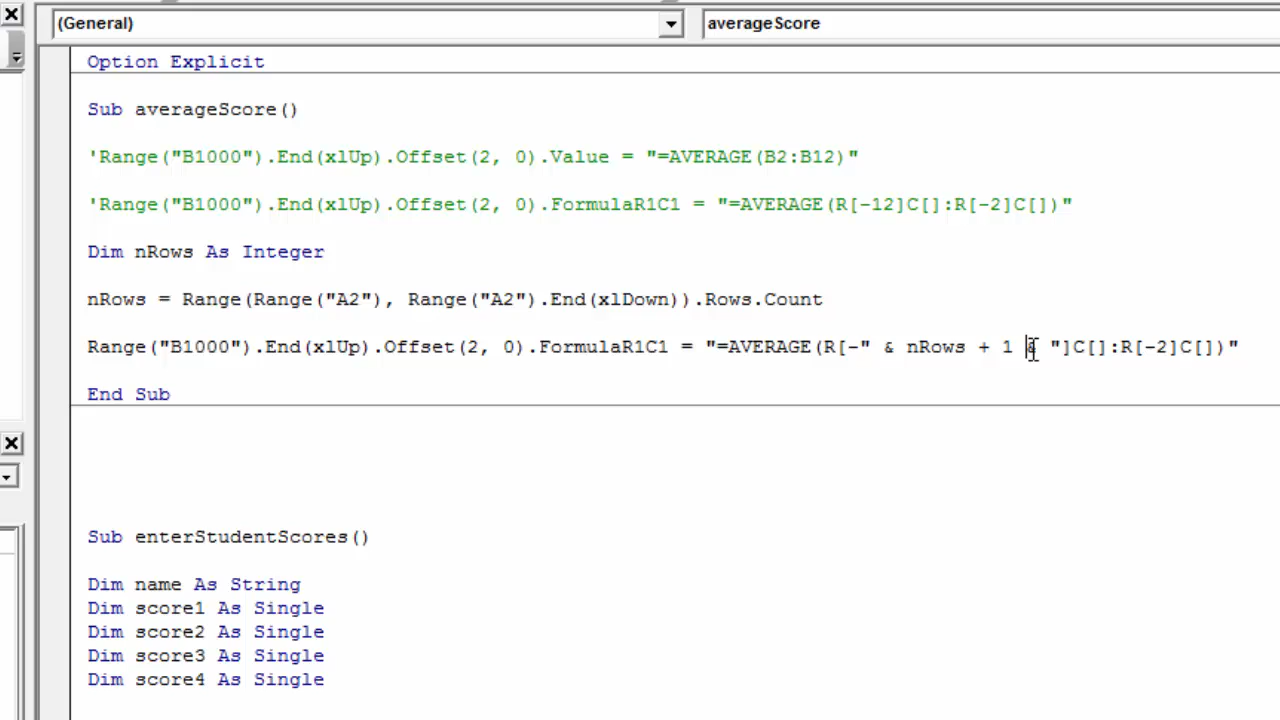 (General)
averageScore
Option Explicit
Sub averageScore()
'Range("B1000").End(xlUp).Offset(2, 0).Value = "=AVERAGE(B2:B12)"
'Range("B1000").End(xlUp).Offset(2, 0).FormulaR1C1 = "=AVERAGE(R[-12]C[]:R[-2]C[])"
Dim nRows As Integer
nRows = Range(Range("A2"), Range("A2").End(xlDown)).Rows.Count
Range("B1000").End(xlUp).Offset(2, 0).FormulaR1C1 = "=AVERAGE(R[-" & nRows + 1 & "]C[]:R[-2]C[])"
End Sub
Sub enterStudentScores()
Dim name As String
Dim score1 As Single
Dim score2 As Single
Dim score3 As Single
Dim score4 As Single